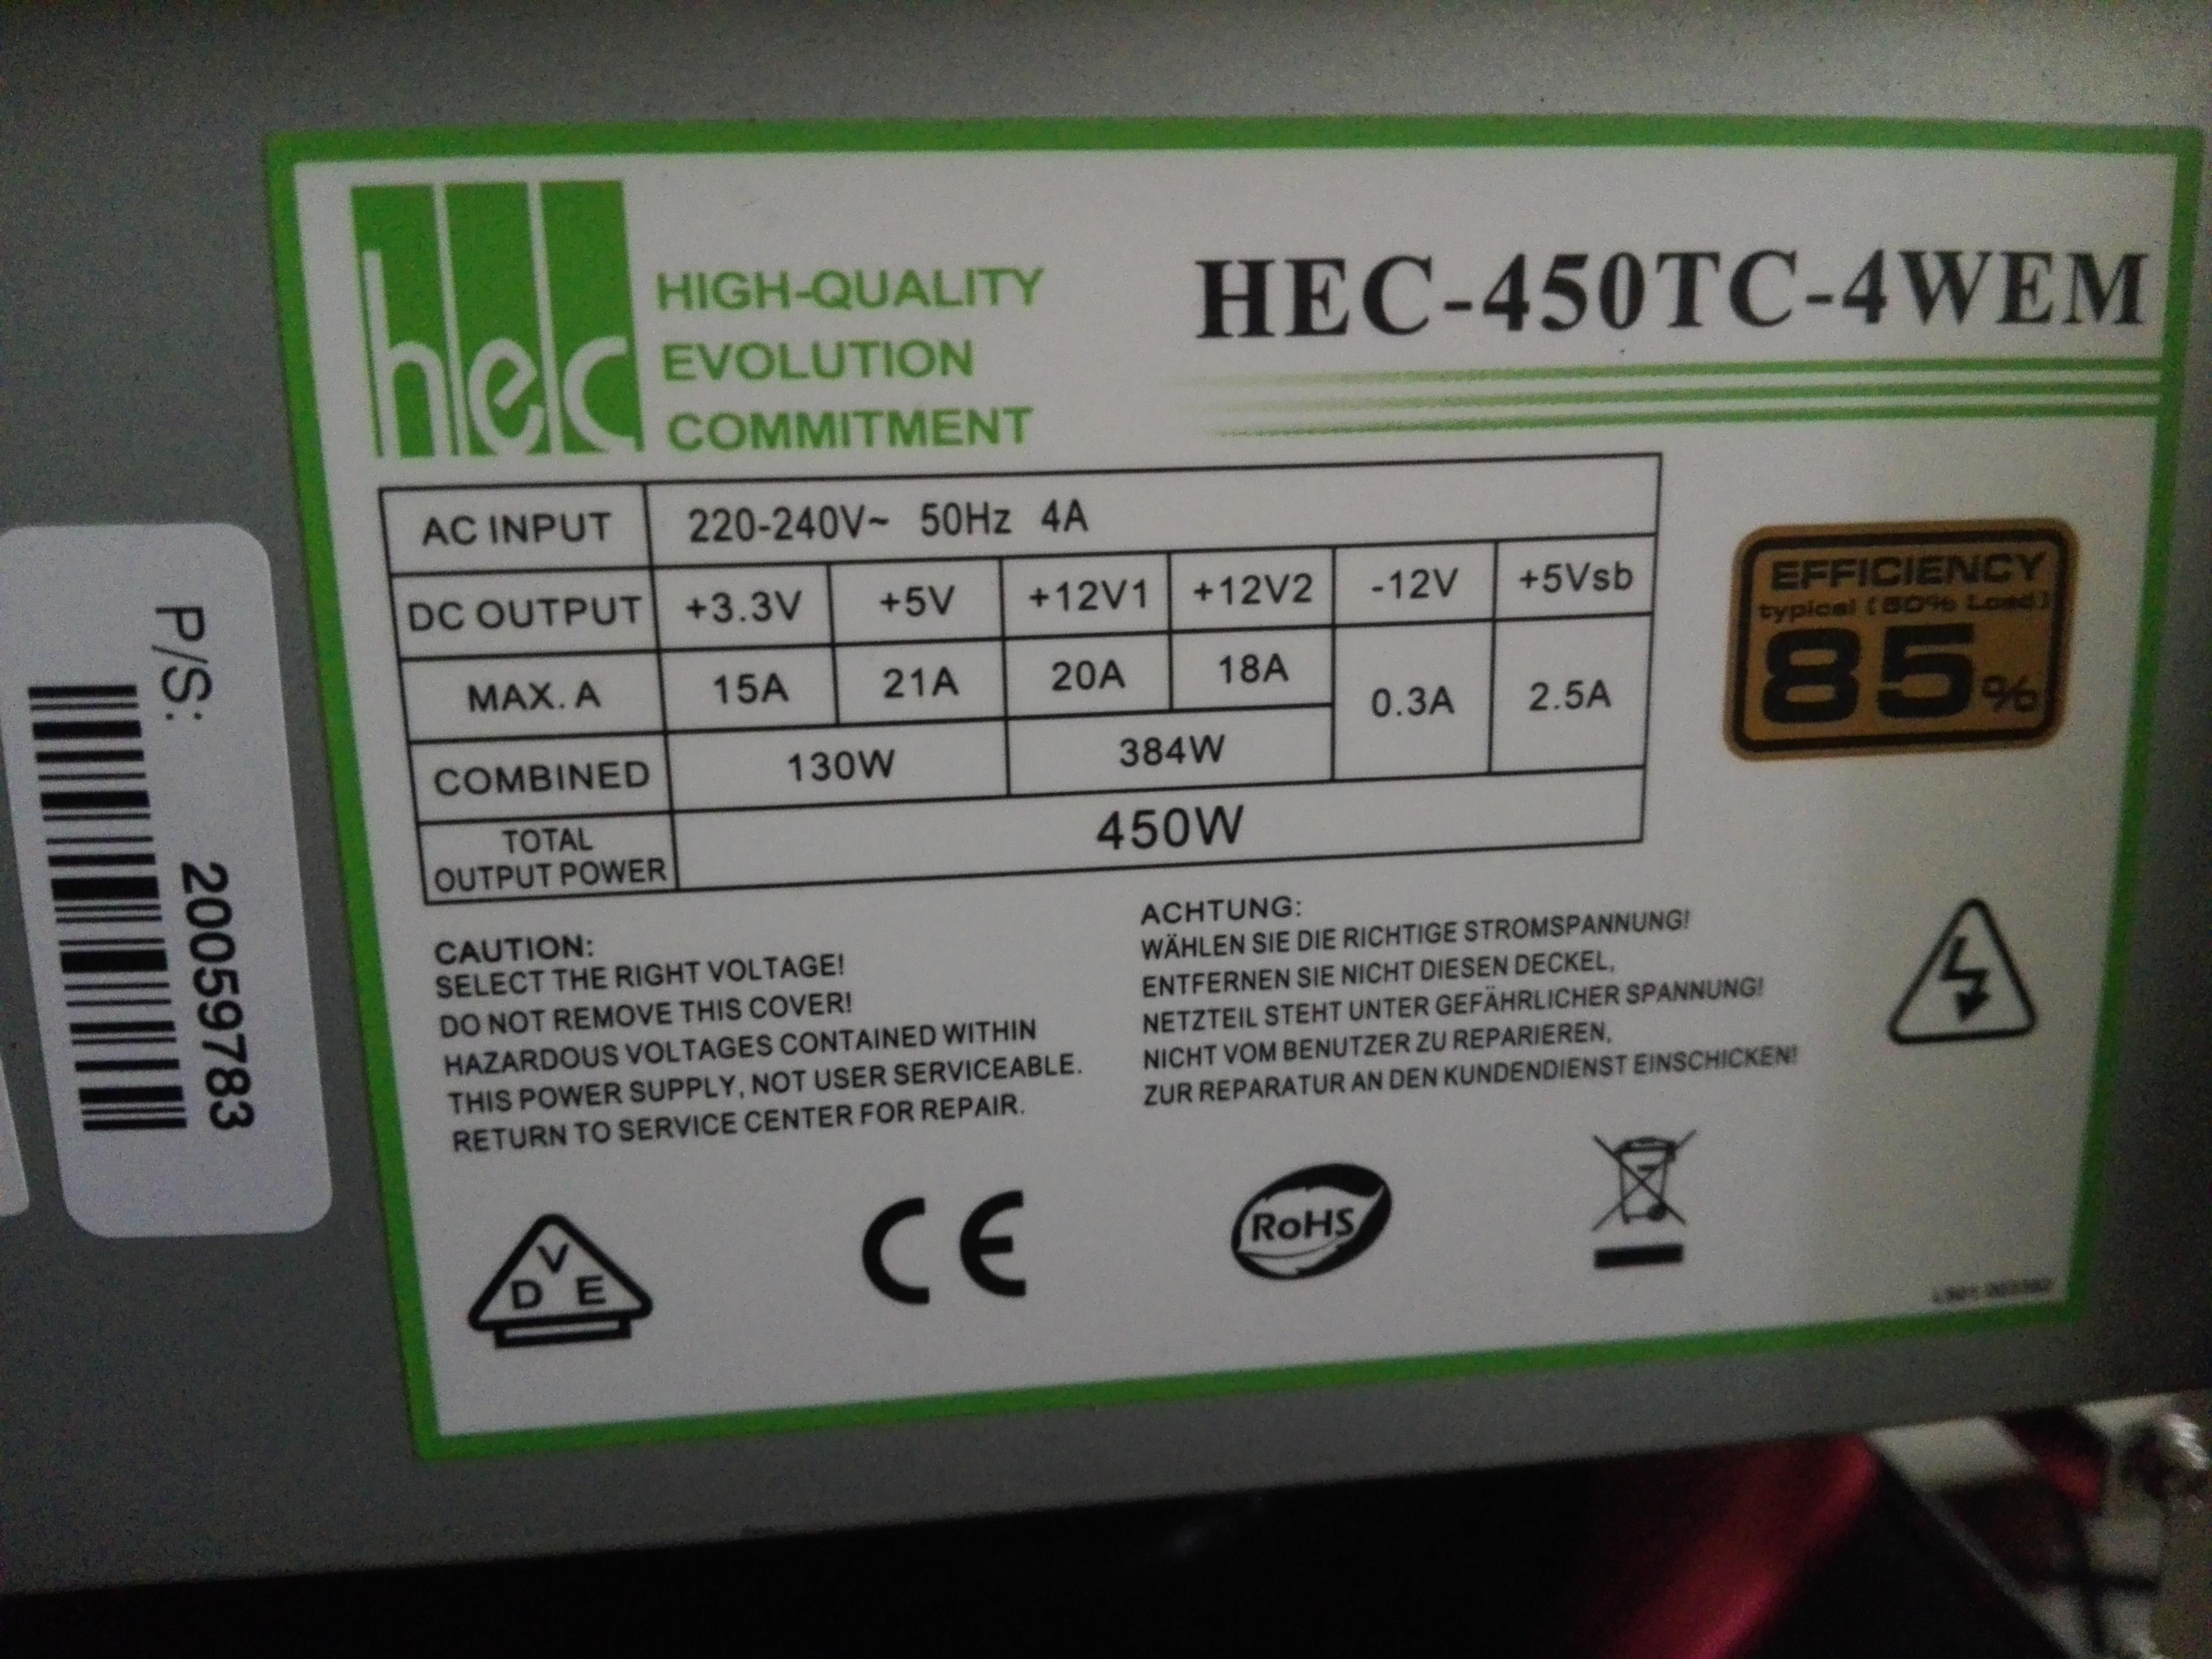 hec
HIGH-QUALITY
EVOLUTION
COMMITMENT
HEC-450TC-4WEM
AC INPUT 220-240V~ 50Hz 4A
DC OUTPUT +3.3V +5V +12V1 +12V2 -12V +5Vsb
MAX. A 15A 21A 20A 18A 0.3A 2.5A
COMBINED 130W 384W
TOTAL
OUTPUT POWER 450W
EFFICIENCY
typical (50% Load)
85%
CAUTION:
SELECT THE RIGHT VOLTAGE!
DO NOT REMOVE THIS COVER!
HAZARDOUS VOLTAGES CONTAINED WITHIN
THIS POWER SUPPLY, NOT USER SERVICEABLE.
RETURN TO SERVICE CENTER FOR REPAIR.
ACHTUNG:
WÄHLEN SIE DIE RICHTIGE STROMSPANNUNG!
ENTFERNEN SIE NICHT DIESEN DECKEL,
NETZTEIL STEHT UNTER GEFÄHRLICHER SPANNUNG!
NICHT VOM BENUTZER ZU REPARIEREN,
ZUR REPARATUR AN DEN KUNDENDIENST EINSCHICKEN!
DVE
CE
RoHS
P/S:
20059783